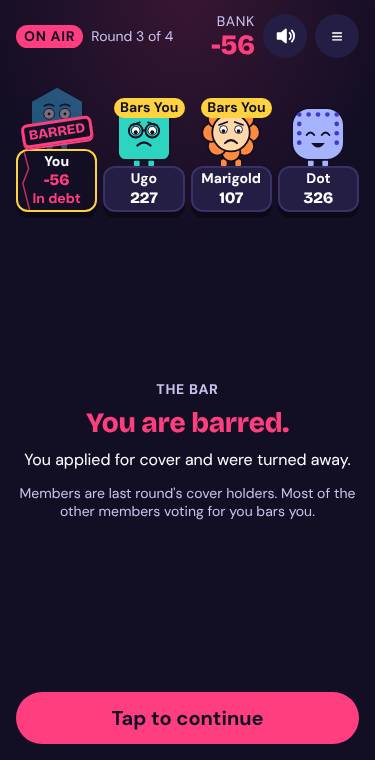 ON AIR
Round 3 of 4
BANK
-56
Bars You
Bars You
BARRED
You
-56
In debt
Ugo
227
Marigold
107
Dot
326
THE BAR
You are barred.
You applied for cover and were turned away.
Members are last round's cover holders. Most of the
other members voting for you bars you.
Tap to continue